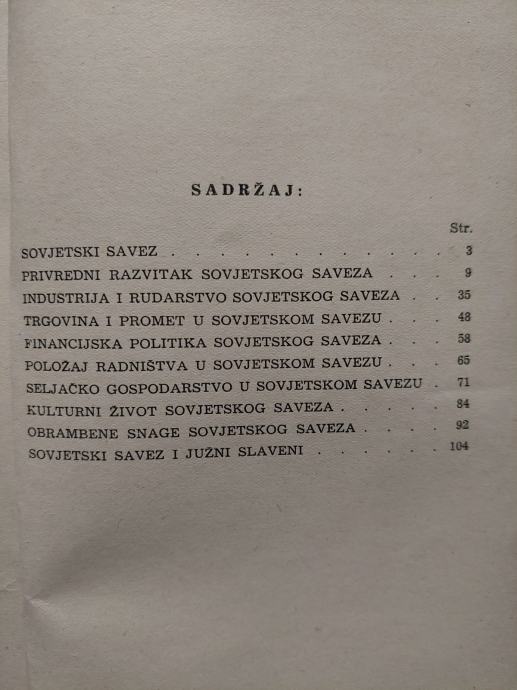 SADRŽAJ:
Str.
SOVJETSKI SAVEZ . . . . . . . . . . . . 3
PRIVREDNI RAZVITAK SOVJETSKOG SAVEZA . . . 9
INDUSTRIJA I RUDARSTVO SOVJETSKOG SAVEZA . . 35
TRGOVINA I PROMET U SOVJETSKOM SAVEZU . . . 48
FINANCIJSKA POLITIKA SOVJETSKOG SAVEZA . . . 58
POLOŽAJ RADNIŠTVA U SOVJETSKOM SAVEZU . . . 65
SELJAČKO GOSPODARSTVO U SOVJETSKOM SAVEZU . 71
KULTURNI ŽIVOT SOVJETSKOG SAVEZA . . . . . 84
OBRAMBENE SNAGE SOVJETSKOG SAVEZA . . . . 92
SOVJETSKI SAVEZ I JUŽNI SLAVENI . . . . . . 104